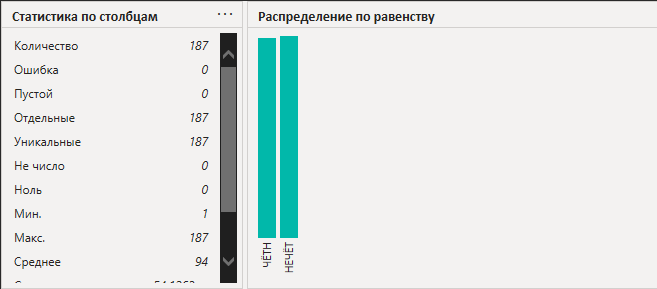 Статистика по столбцам ...
Количество 187
Ошибка 0
Пустой 0
Отдельные 187
Уникальные 187
Не число 0
Ноль 0
Мин. 1
Макс. 187
Среднее 94
Распределение по равенству
ЧЁТН
НЕЧЁТ